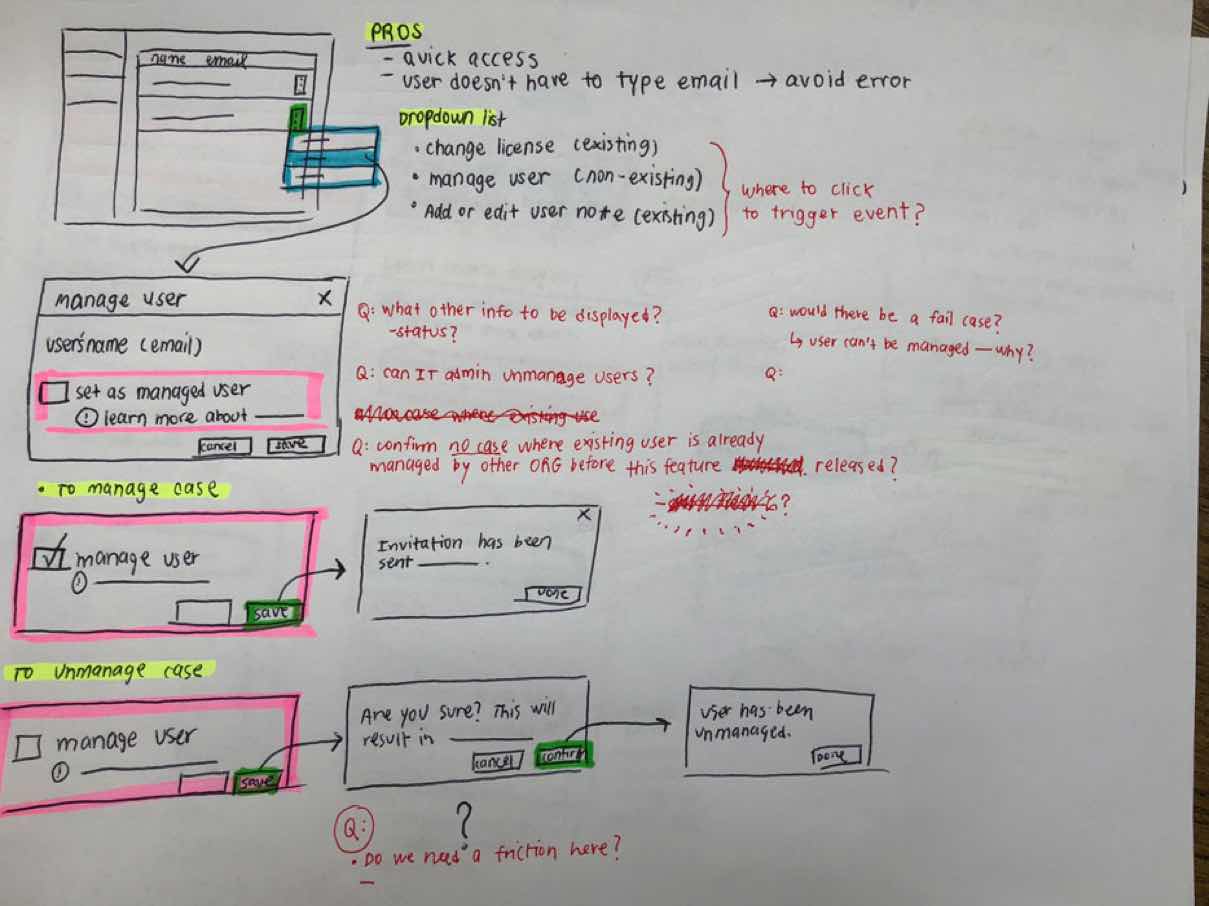 name email
PROS
- quick access
- user doesn't have to type email → avoid error
Dropdown list
• change license (existing)
• manage user (non-existing)
• Add or edit user note (existing)
where to click
to trigger event?
manage user X
user's name (email)
set as managed user
! learn more about ____
cancel save
Q: what other info to be displayed?
- status?
Q: can IT admin unmanage users?
Q: confirm no case where existing user is already
managed by other ORG before this feature released?
?
Q: would there be a fail case?
↳ user can't be managed — why?
Q:
• To manage case
manage user
! ____
save
X
Invitation has been
sent ____.
Done
To unmanage case
manage user
! ____
save
Are you sure? This will
result in ____
cancel confirm
User has been
unmanaged.
Done
?
Q:
• Do we need a friction here?
–